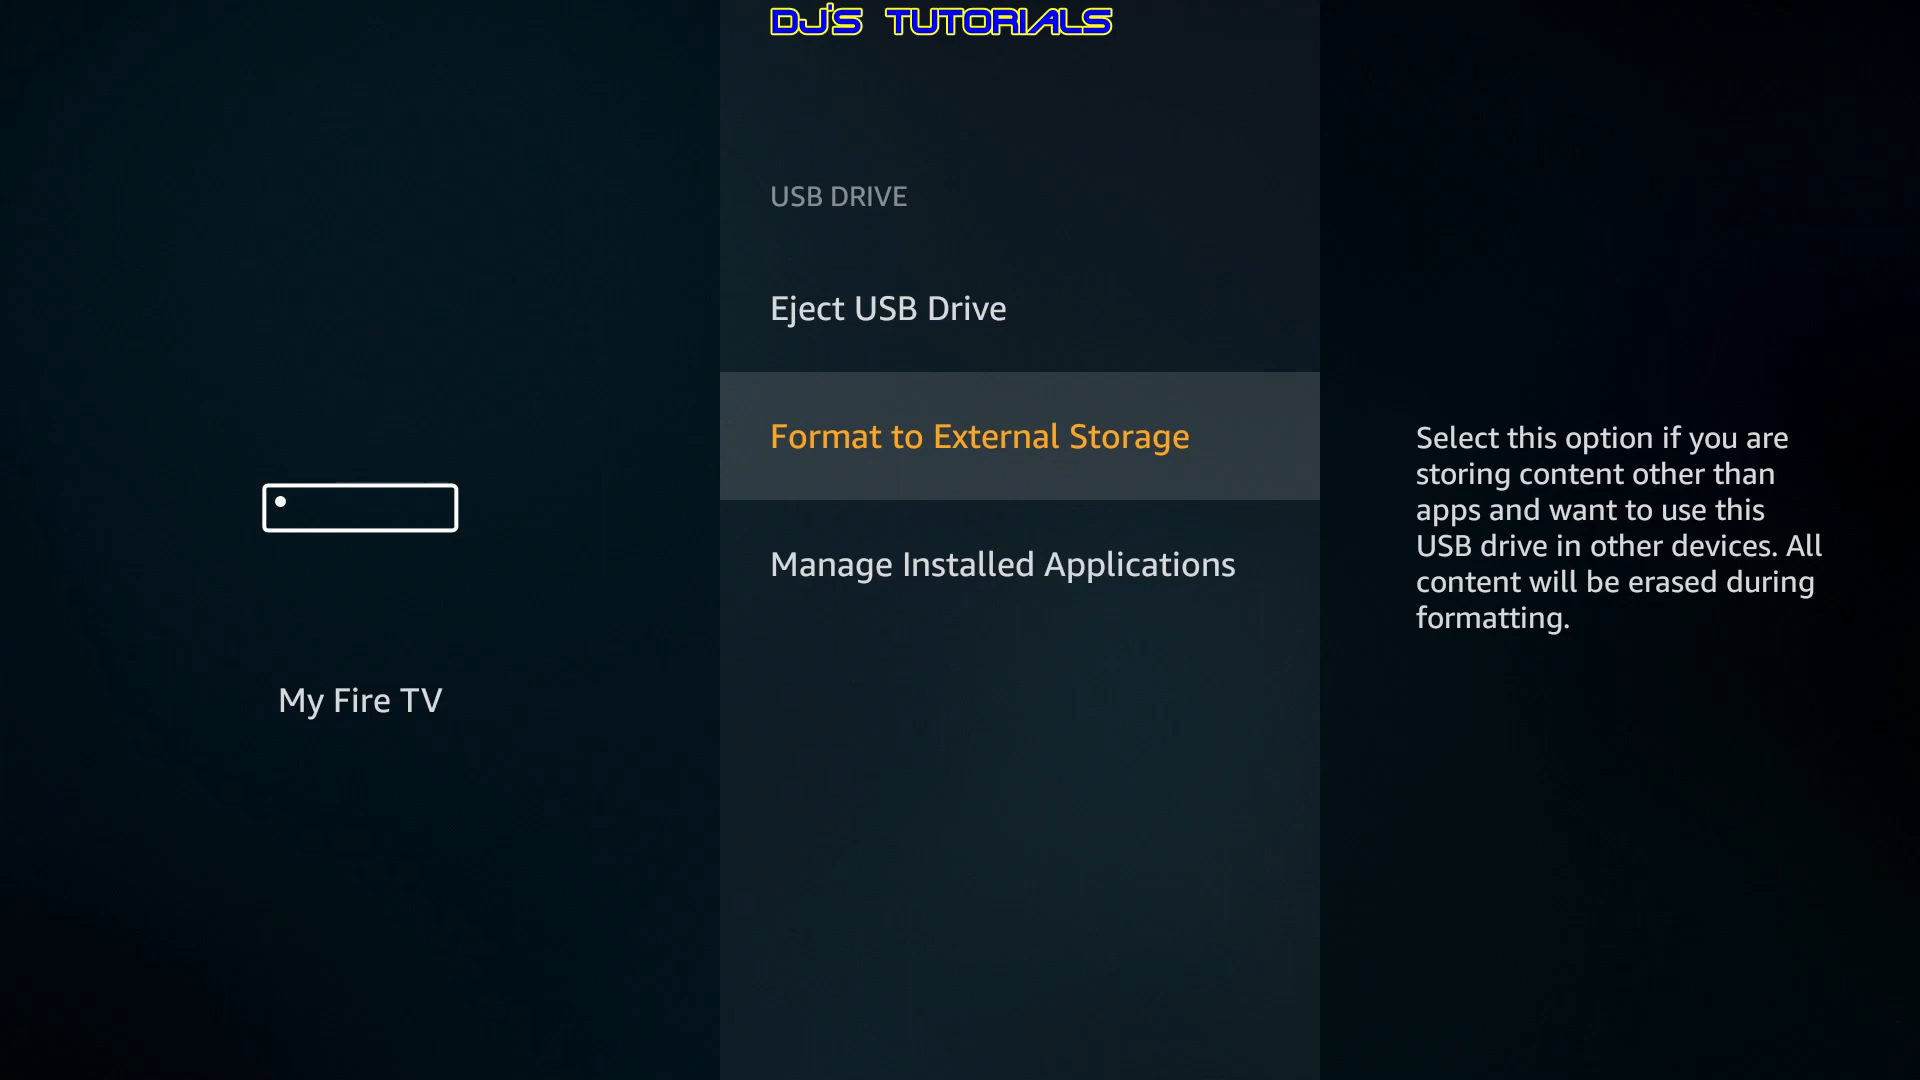 DJ'S TUTORIALS
USB DRIVE
Eject USB Drive
Format to External Storage
Manage Installed Applications
My Fire TV
Select this option if you are
storing content other than
apps and want to use this
USB drive in other devices. All
content will be erased during
formatting.